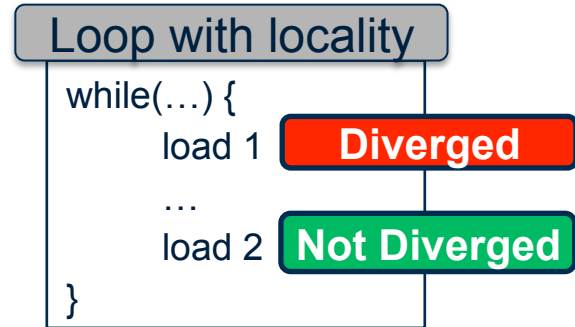 Loop with locality
while(…) {
load 1 Diverged
…
load 2 Not Diverged
}